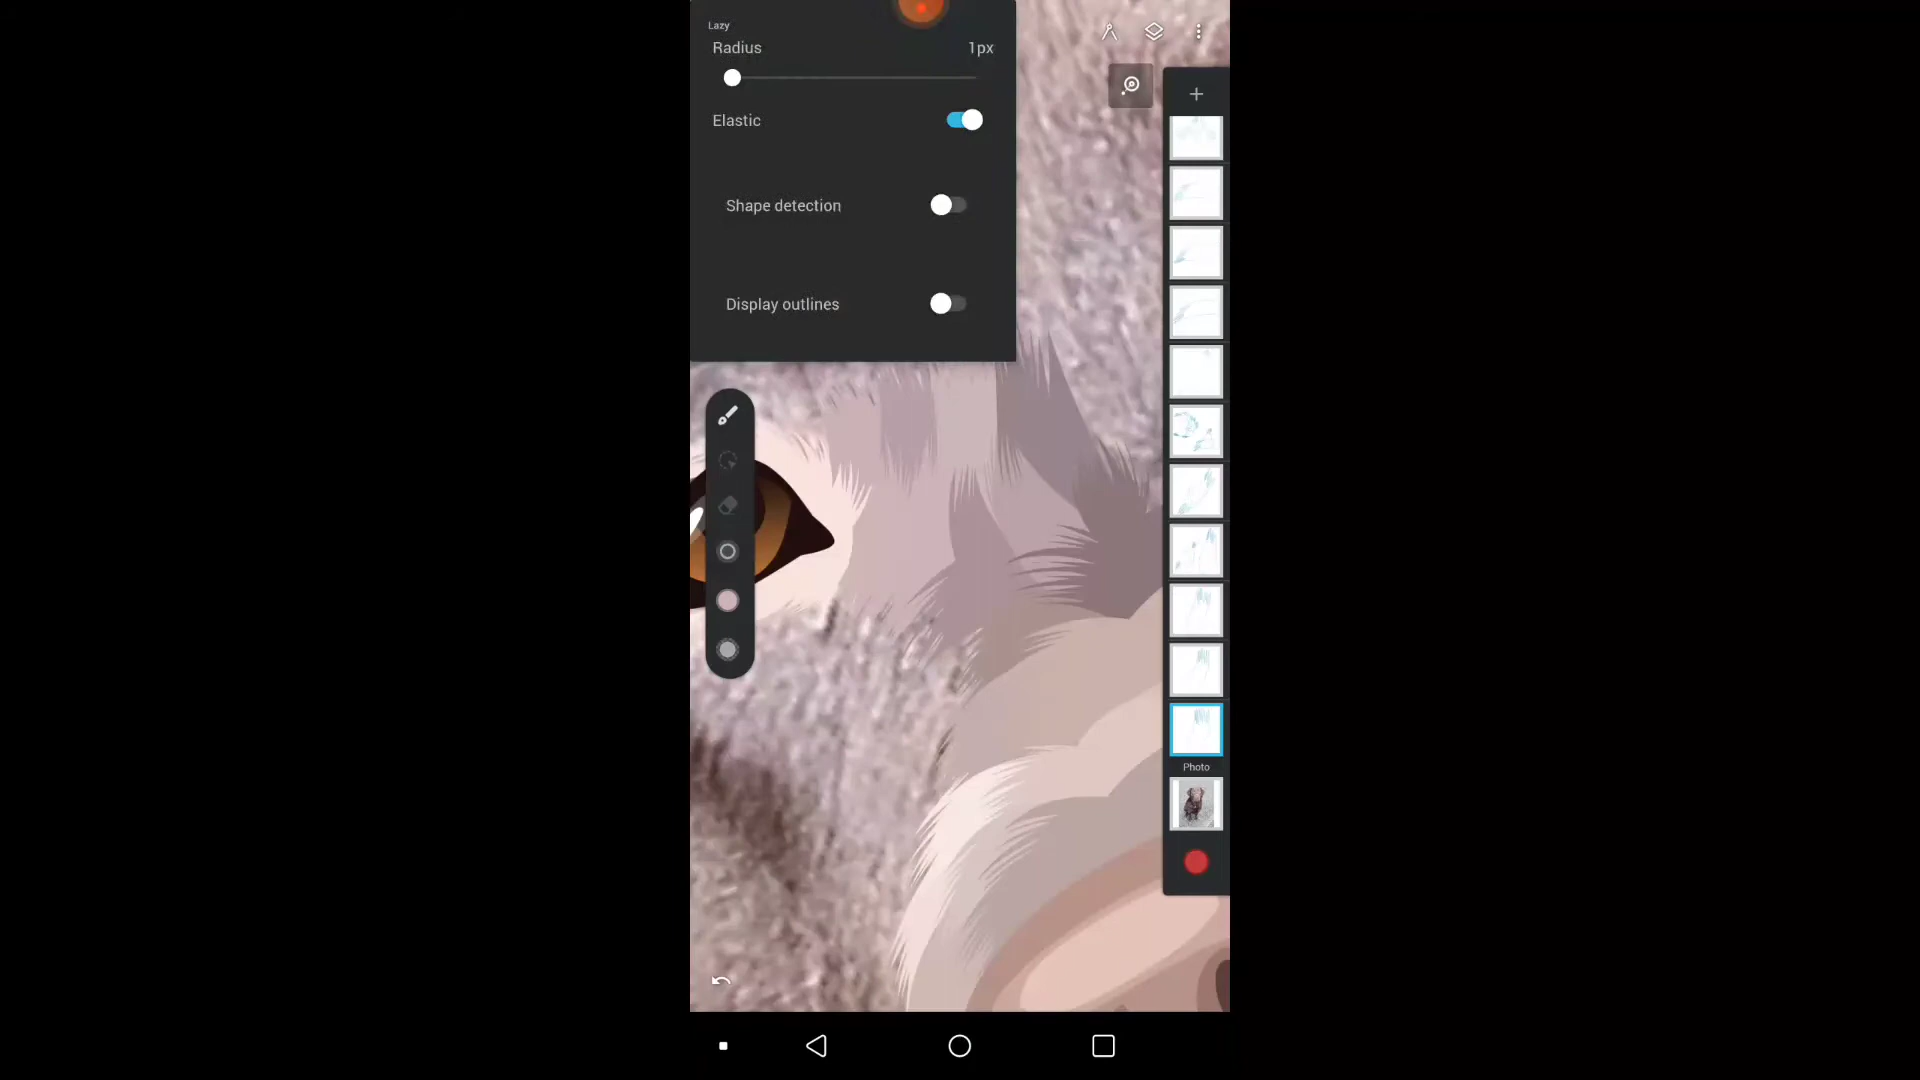 Lazy
Radius 1px
Elastic
Shape detection
Display outlines
Photo